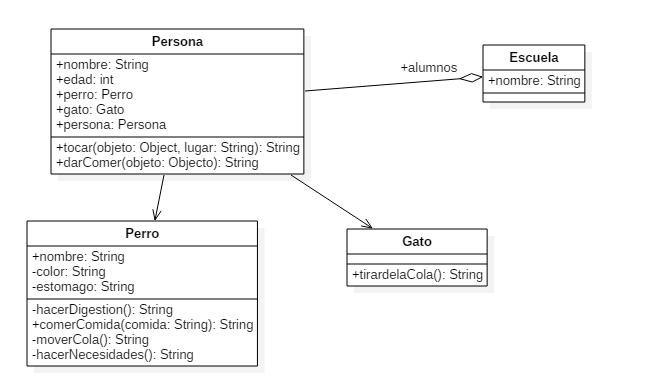 Persona
+nombre: String
+edad: int
+perro: Perro
+gato: Gato
+persona: Persona
+tocar(objeto: Object, lugar: String): String
+darComer(objeto: Objecto): String
+alumnos
Escuela
+nombre: String
Perro
+nombre: String
-color: String
-estomago: String
-hacerDigestion(): String
+comerComida(comida: String): String
-moverCola(): String
-hacerNecesidades(): String
Gato
+tirardelaCola(): String